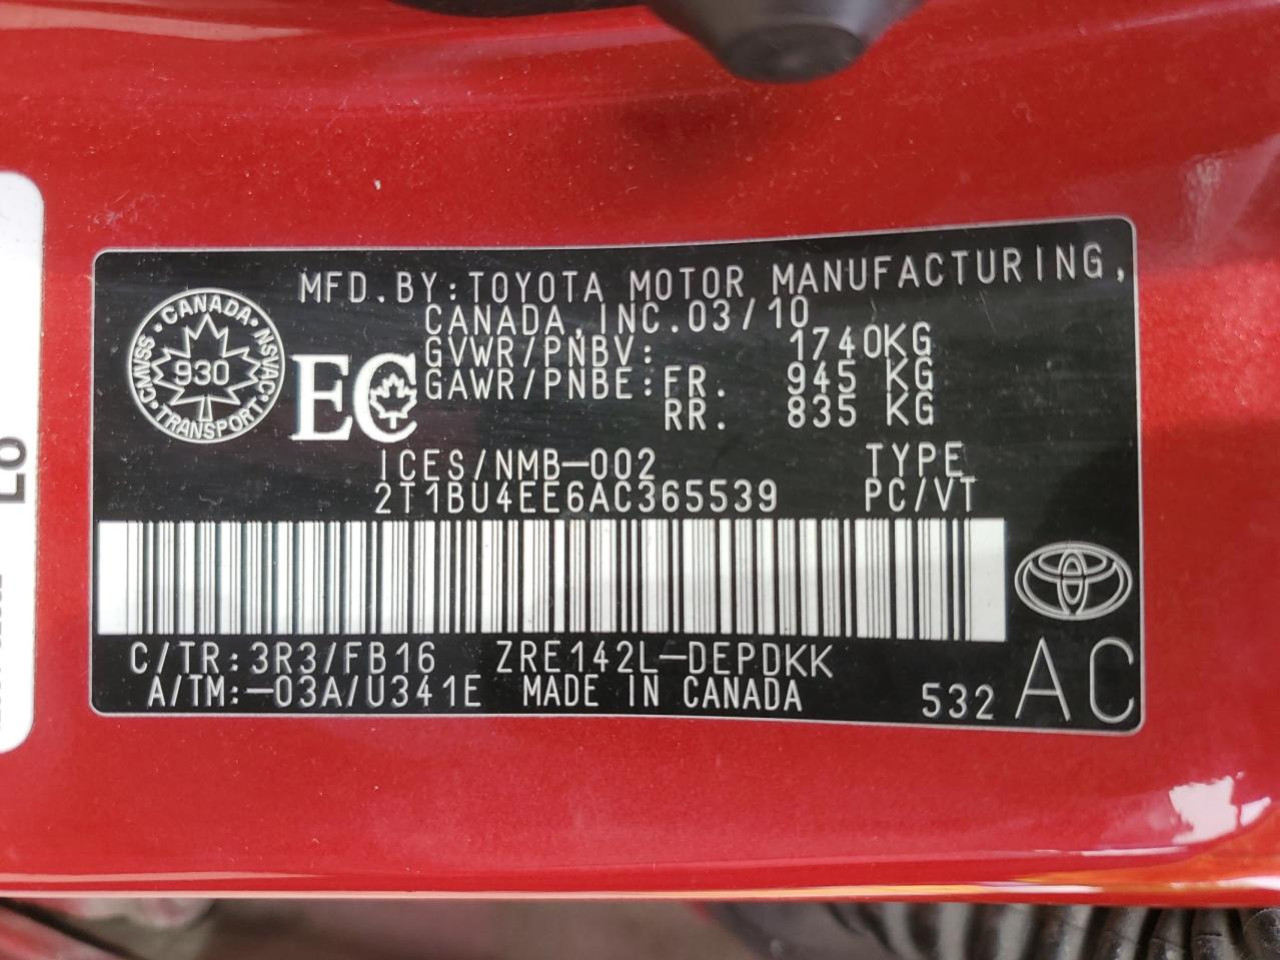 MFD.BY:TOYOTA MOTOR MANUFACTURING,
CANADA,INC.03/10
GVWR/PNBV: 1740KG
GAWR/PNBE:FR. 945 KG
RR. 835 KG
CANADA NSVAC TRANSPORT CMVSS
930
EC
ICES/NMB-002 TYPE
2T1BU4EE6AC365539 PC/VT
C/TR:3R3/FB16 ZRE142L-DEPDKK
A/TM:-03A/U341E MADE IN CANADA
532 AC